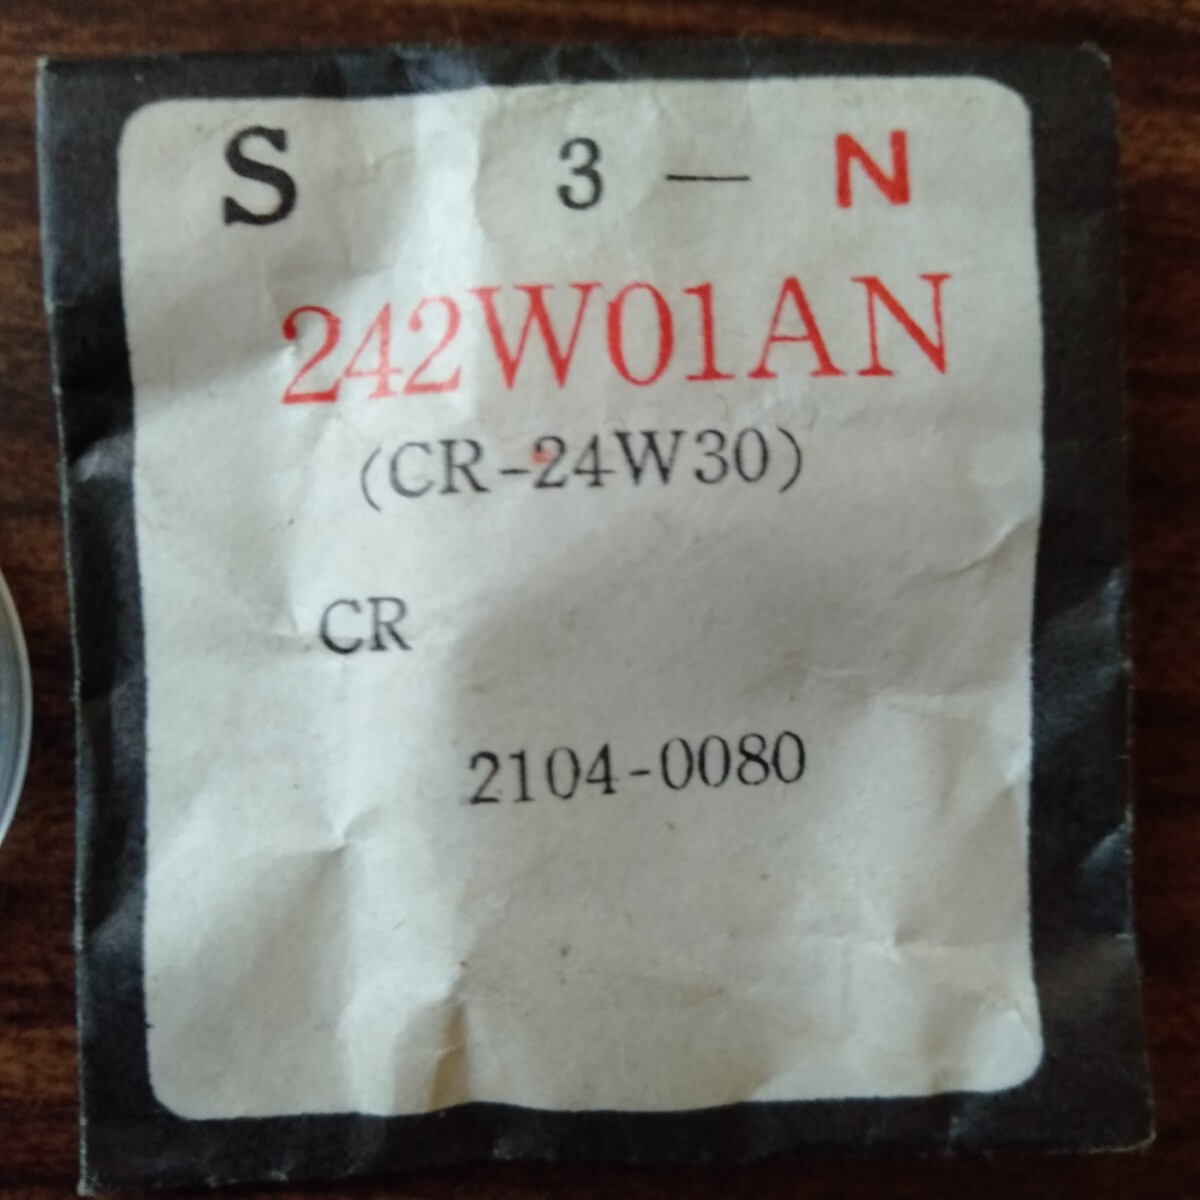 S 3 — N
242W01AN
(CR-24W30)
CR
2104-0080